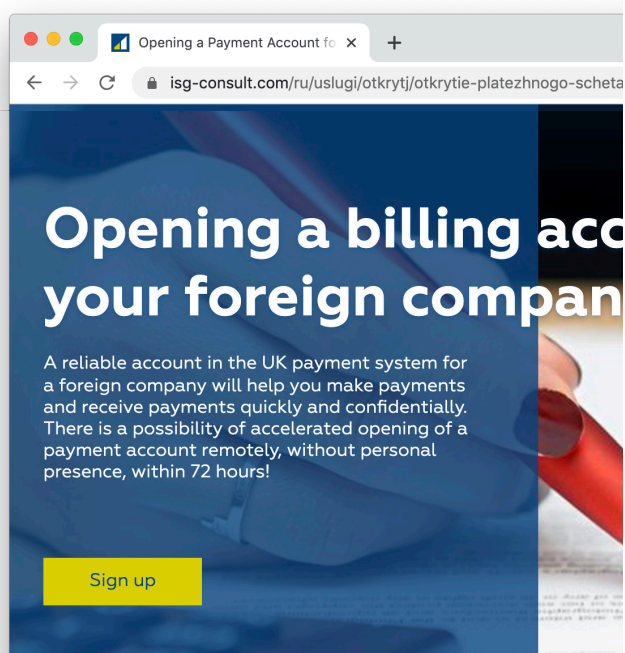 Opening a Payment Account fo
isg-consult.com/ru/uslugi/otkrytj/otkrytie-platezhnogo-scheta
Opening a billing acc
your foreign compan
A reliable account in the UK payment system for
a foreign company will help you make payments
and receive payments quickly and confidentially.
There is a possibility of accelerated opening of a
payment account remotely, without personal
presence, within 72 hours!
Sign up